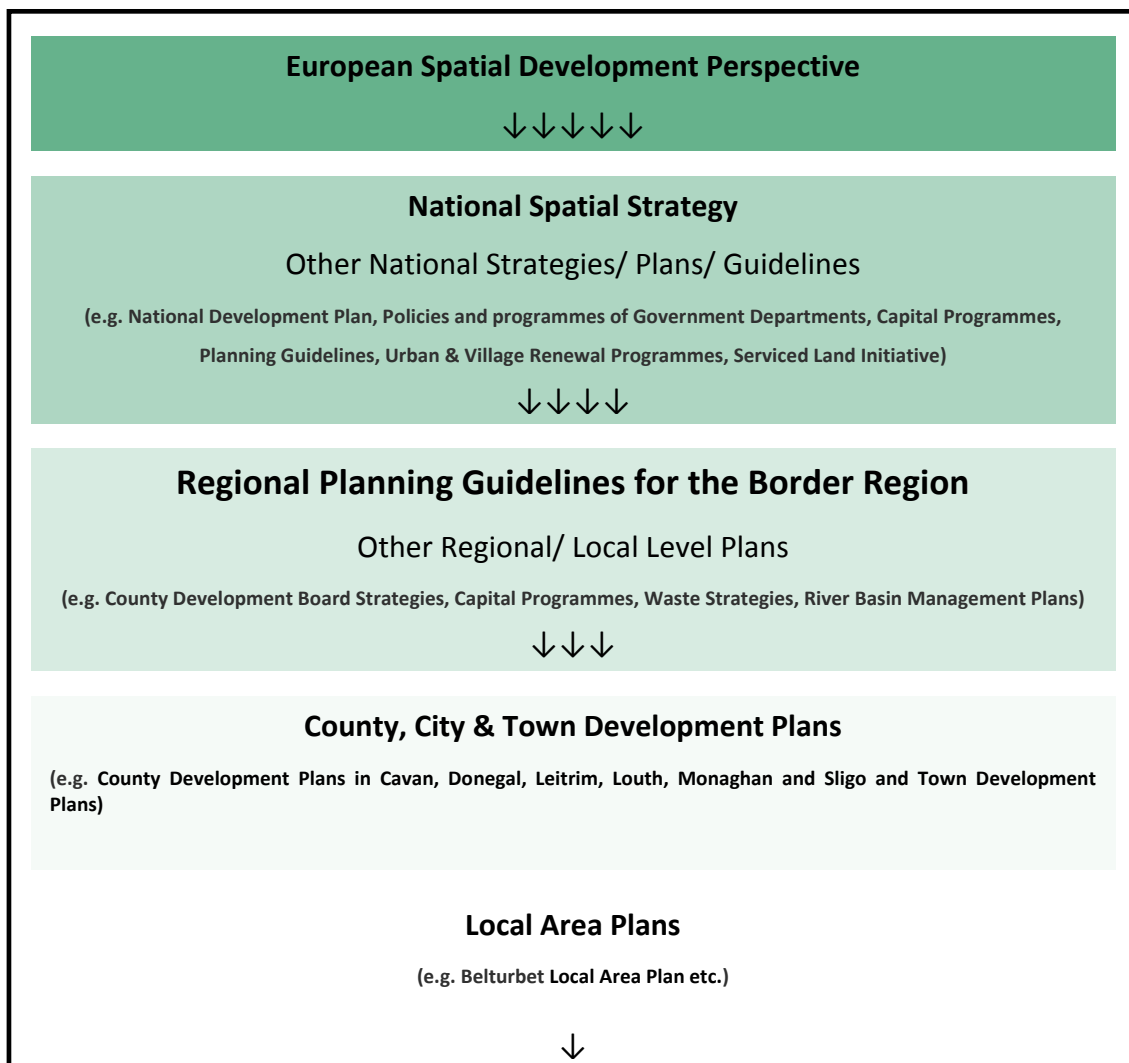 European Spatial Development Perspective
↓↓↓↓↓
National Spatial Strategy
Other National Strategies/ Plans/ Guidelines
(e.g. National Development Plan, Policies and programmes of Government Departments, Capital Programmes,
Planning Guidelines, Urban & Village Renewal Programmes, Serviced Land Initiative)
↓↓↓↓
Regional Planning Guidelines for the Border Region
Other Regional/ Local Level Plans
(e.g. County Development Board Strategies, Capital Programmes, Waste Strategies, River Basin Management Plans)
↓↓↓
County, City & Town Development Plans
(e.g. County Development Plans in Cavan, Donegal, Leitrim, Louth, Monaghan and Sligo and Town Development
Plans)
Local Area Plans
(e.g. Belturbet Local Area Plan etc.)
↓